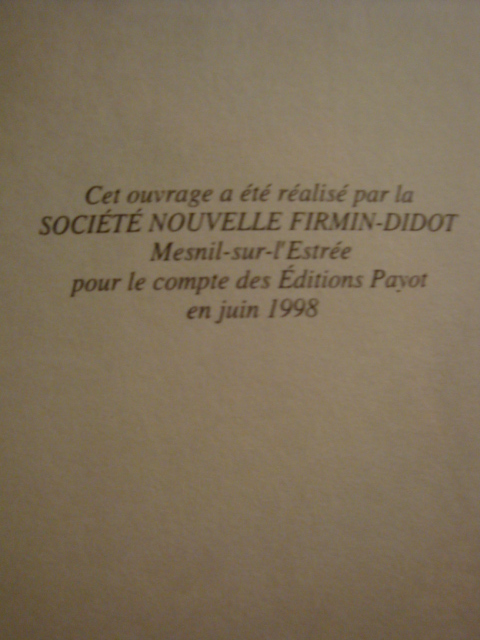 Cet ouvrage a été réalisé par la
SOCIÉTÉ NOUVELLE FIRMIN-DIDOT
Mesnil-sur-l'Estrée
pour le compte des Éditions Payot
en juin 1998